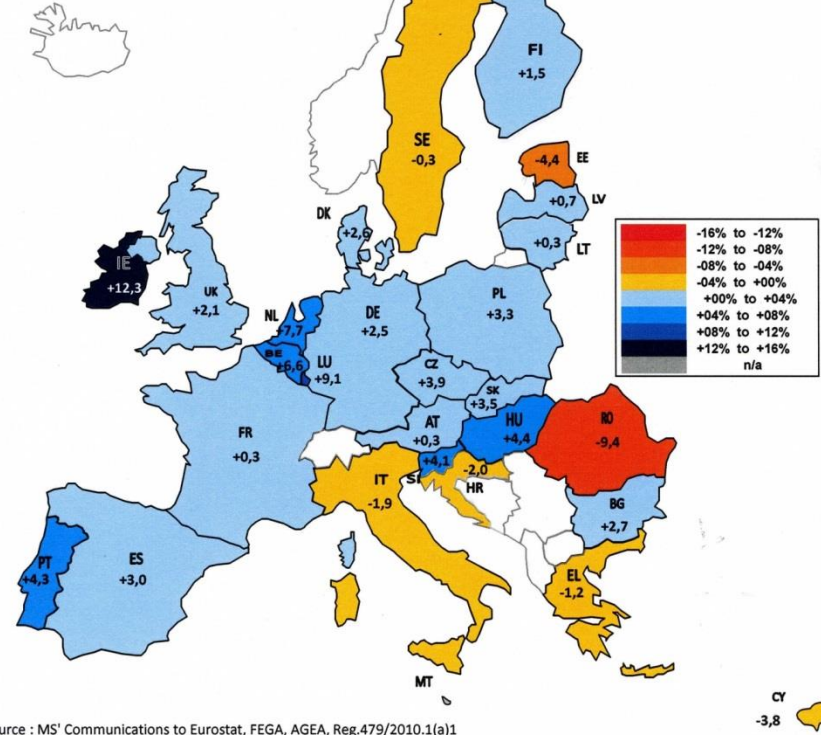 FI
+1,5
SE
-0,3
-4,4 EE
+0,7 LV
+0,3 LT
DK
+2,6
IE
+12,3
UK
+2,1
NL
+7,7
BE
+6,6
LU
+9,1
DE
+2,5
PL
+3,3
CZ
+3,9
SK
+3,5
AT
+0,3
HU
+4,4
RO
-9,4
FR
+0,3
SI
+4,1
-2,0
HR
IT
-1,9
BG
+2,7
PT
+4,3
ES
+3,0
EL
-1,2
MT
CY
-3,8
-16% to -12%
-12% to -08%
-08% to -04%
-04% to +00%
+00% to +04%
+04% to +08%
+08% to +12%
+12% to +16%
n/a
urce : MS' Communications to Eurostat, FEGA, AGEA, Reg.479/2010.1(a)1